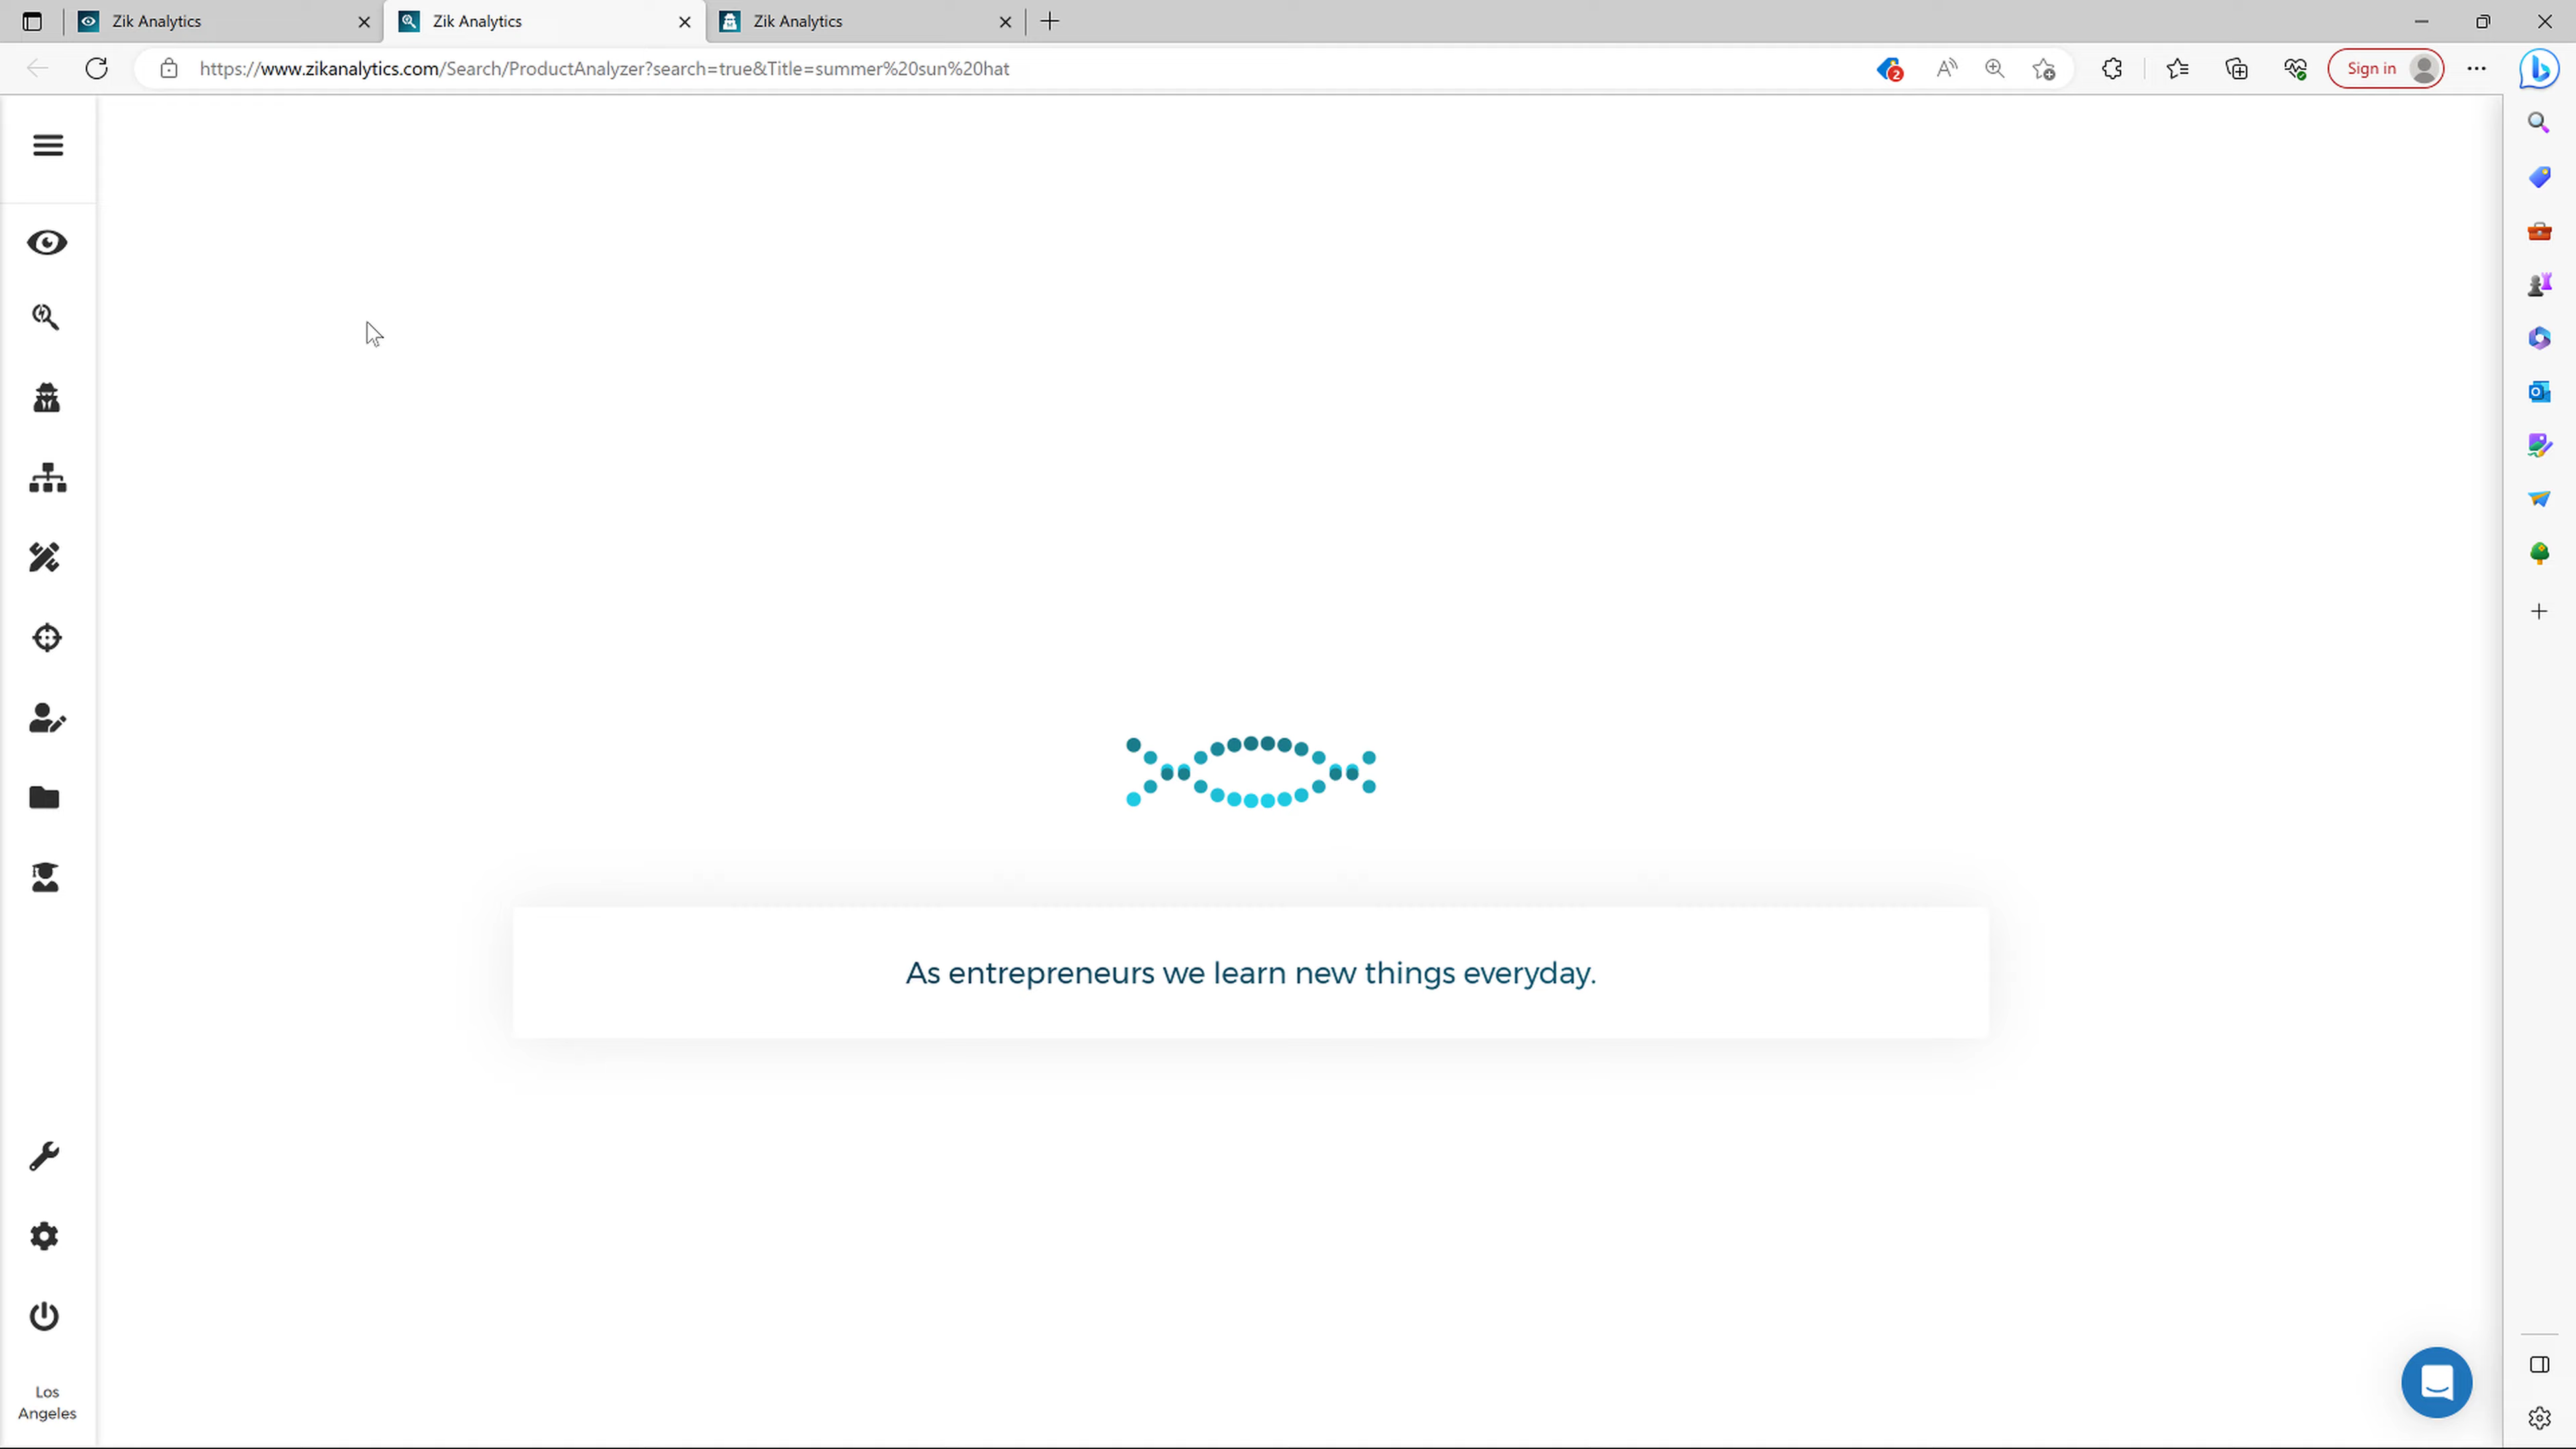 Zik Analytics
Zik Analytics
Zik Analytics
https://www.zikanalytics.com/Search/ProductAnalyzer?search=true&Title=summer%20sun%20hat
2
Sign in
As entrepreneurs we learn new things everyday.
Los
Angeles